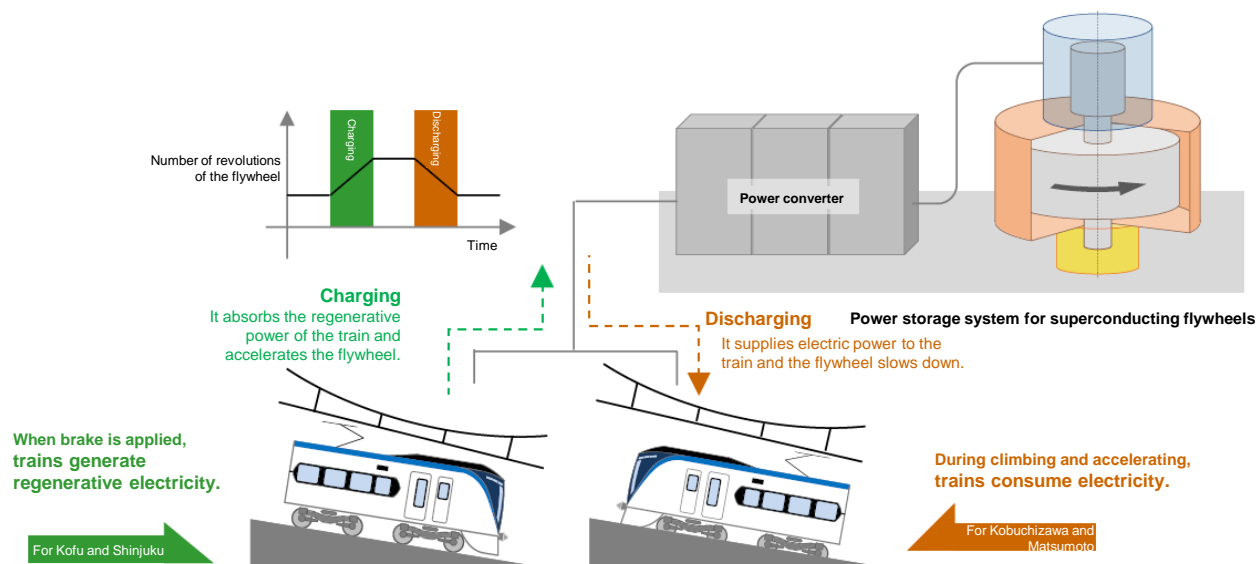 Charging
Discharging
Number of revolutions
of the flywheel
Time
Power converter
Charging
It absorbs the regenerative
power of the train and
accelerates the flywheel.
Discharging
It supplies electric power to the
train and the flywheel slows down.
Power storage system for superconducting flywheels
When brake is applied,
trains generate
regenerative electricity.
For Kofu and Shinjuku
During climbing and accelerating,
trains consume electricity.
For Kobuchizawa and
Matsumoto